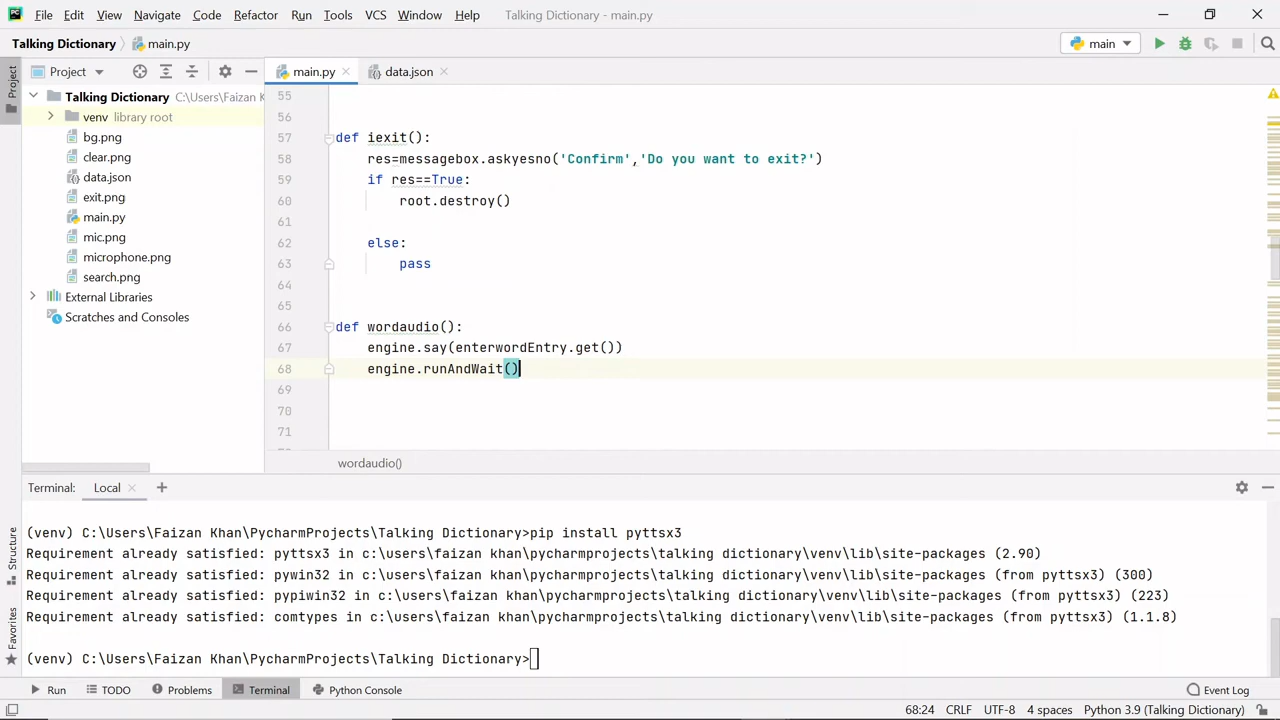 PC File Edit View Navigate Code Refactor Run Tools VCS Window Help Talking Dictionary - main.py
Talking Dictionary main.py main
Project main.py data.json
Project
Talking Dictionary C:\Users\Faizan K
venv library root
bg.png
clear.png
data.json
exit.png
main.py
mic.png
microphone.png
search.png
External Libraries
Scratches and Consoles
55
56
57 def iexit():
58 res=messagebox.askyesno('Confirm','Do you want to exit?')
59 if res==True:
60 root.destroy()
61
62 else:
63 pass
64
65
66 def wordaudio():
67 engine.say(enterwordEntry.get())
68 engine.runAndWait()
69
70
71
wordaudio()
Terminal: Local
(venv) C:\Users\Faizan Khan\PycharmProjects\Talking Dictionary>pip install pyttsx3
Requirement already satisfied: pyttsx3 in c:\users\faizan khan\pycharmprojects\talking dictionary\venv\lib\site-packages (2.90)
Requirement already satisfied: pywin32 in c:\users\faizan khan\pycharmprojects\talking dictionary\venv\lib\site-packages (from pyttsx3) (300)
Requirement already satisfied: pypiwin32 in c:\users\faizan khan\pycharmprojects\talking dictionary\venv\lib\site-packages (from pyttsx3) (223)
Requirement already satisfied: comtypes in c:\users\faizan khan\pycharmprojects\talking dictionary\venv\lib\site-packages (from pyttsx3) (1.1.8)
(venv) C:\Users\Faizan Khan\PycharmProjects\Talking Dictionary>
Structure
Favorites
Run TODO Problems Terminal Python Console Event Log
68:24 CRLF UTF-8 4 spaces Python 3.9 (Talking Dictionary)